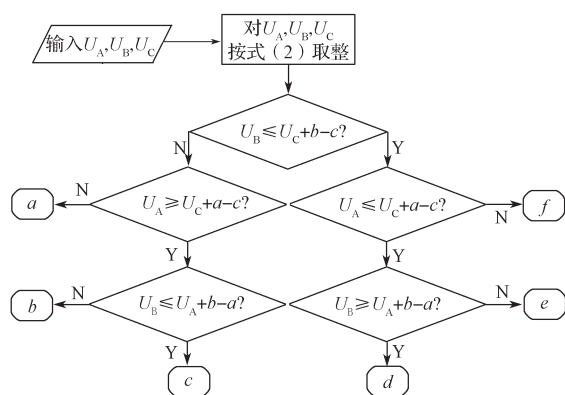 输入U_A,U_B,U_C
对U_A,U_B,U_C
按式（2）取整
U_B≤U_C+b−c?
N
Y
N
U_A≥U_C+a−c?
U_A≤U_C+a−c?
a
N
f
Y
Y
N
U_B≤U_A+b−a?
U_B≥U_A+b−a?
N
b
e
Y
Y
c
d